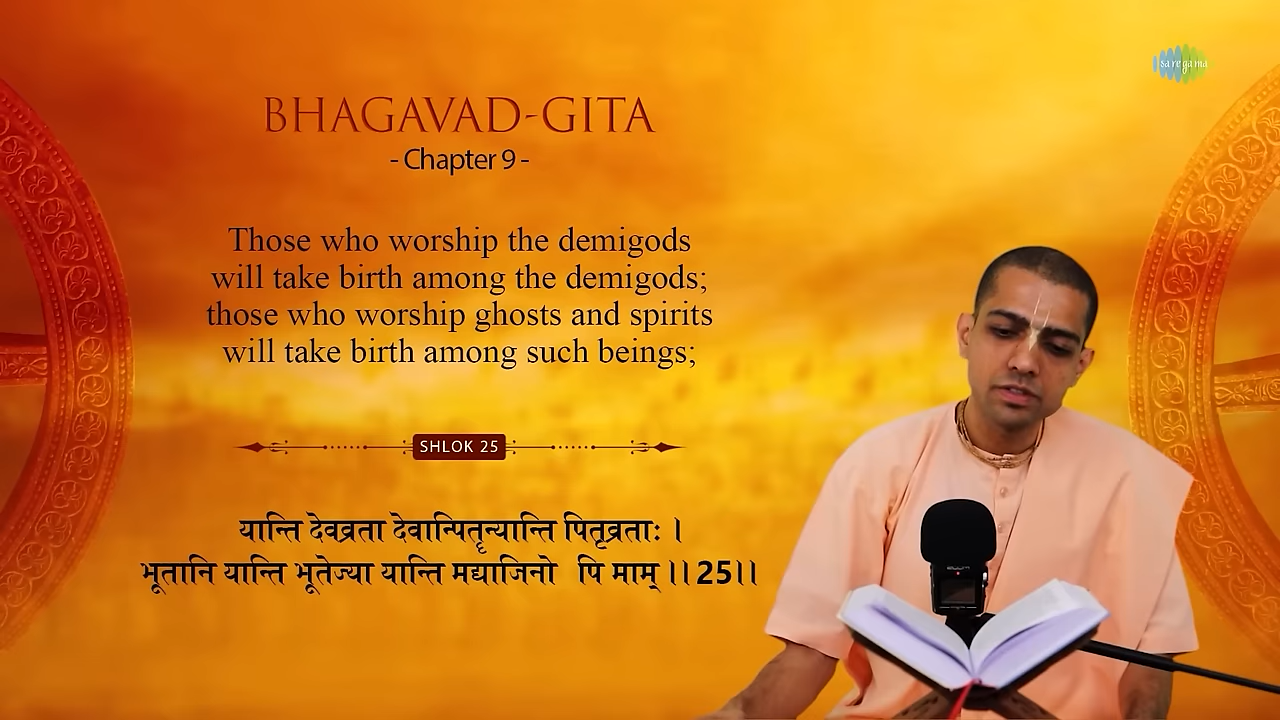 saregama
BHAGAVAD-GITA
- Chapter 9 -
Those who worship the demigods
will take birth among the demigods;
those who worship ghosts and spirits
will take birth among such beings;
SHLOK 25
यान्ति देवव्रता देवान्पितॄन्यान्ति पितृव्रताः ।
भूतानि यान्ति भूतेज्या यान्ति मद्याजिनो पि माम् ।। 25।।